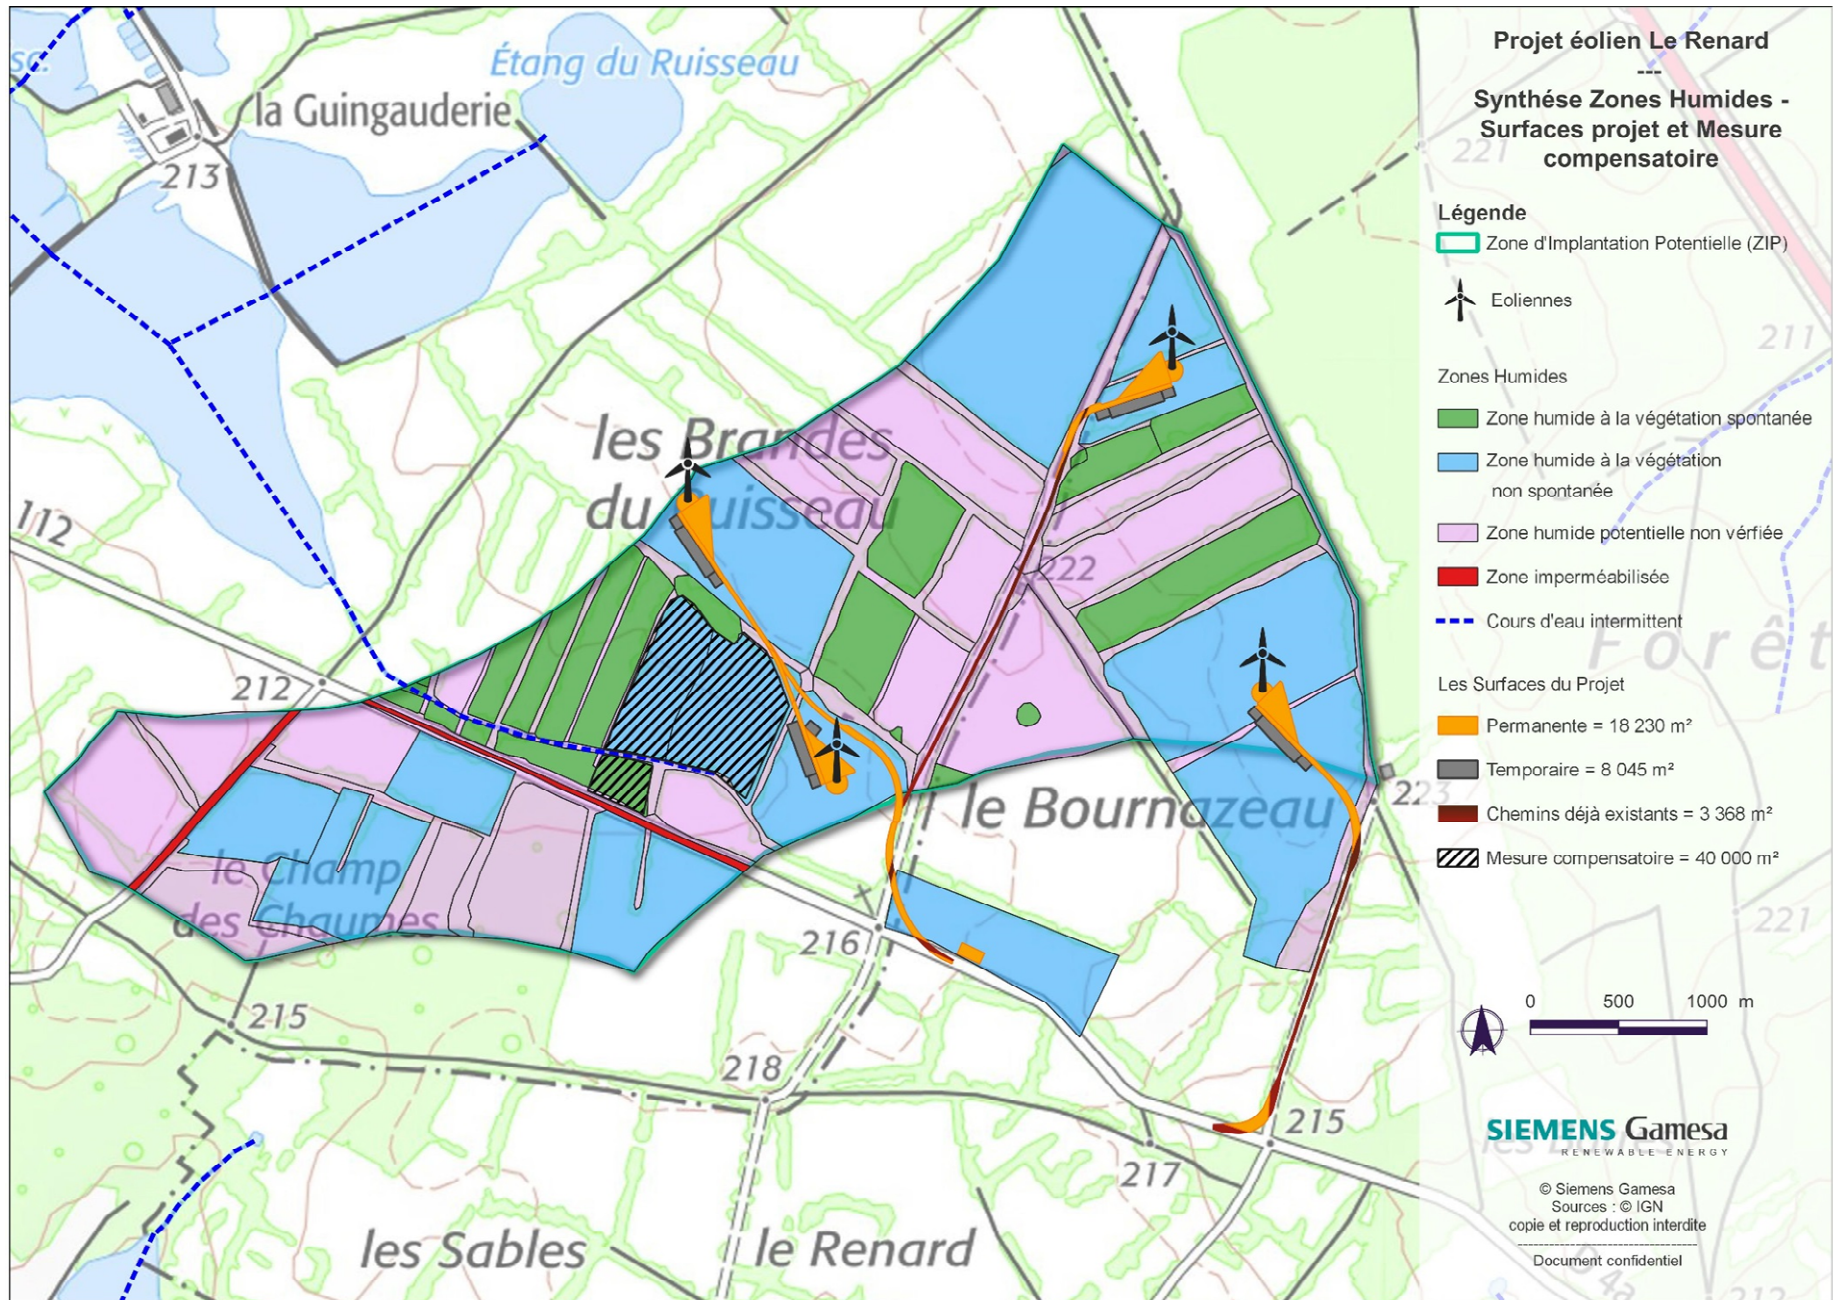 Étang du Ruisseau
la Guingauderie
213
112
les Brandes
du Ruisseau
222
212
le Bournazeau
223
le Champ
des Chaumes
216
215
218
215
217
les Sables
le Renard
221
211
Forêt
221
D 4a
212
Projet éolien Le Renard
---
Synthése Zones Humides -
Surfaces projet et Mesure
compensatoire
Légende
Zone d'Implantation Potentielle (ZIP)
Eoliennes
Zones Humides
Zone humide à la végétation spontanée
Zone humide à la végétation
non spontanée
Zone humide potentielle non vérfiée
Zone imperméabilisée
Cours d'eau intermittent
Les Surfaces du Projet
Permanente = 18 230 m²
Temporaire = 8 045 m²
Chemins déjà existants = 3 368 m²
Mesure compensatoire = 40 000 m²
0 500 1000 m
SIEMENS Gamesa
RENEWABLE ENERGY
© Siemens Gamesa
Sources : © IGN
copie et reproduction interdite
Document confidentiel